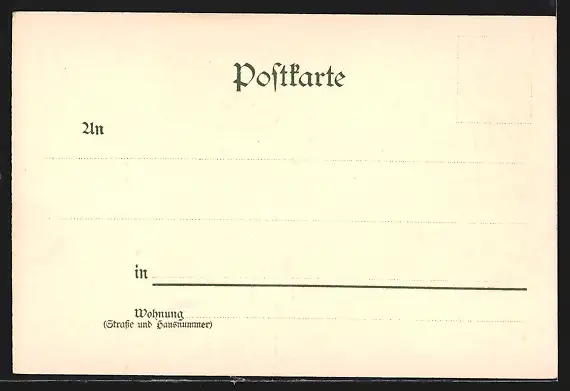 Postkarte
An
in
Wohnung
(Straße und Hausnummer)